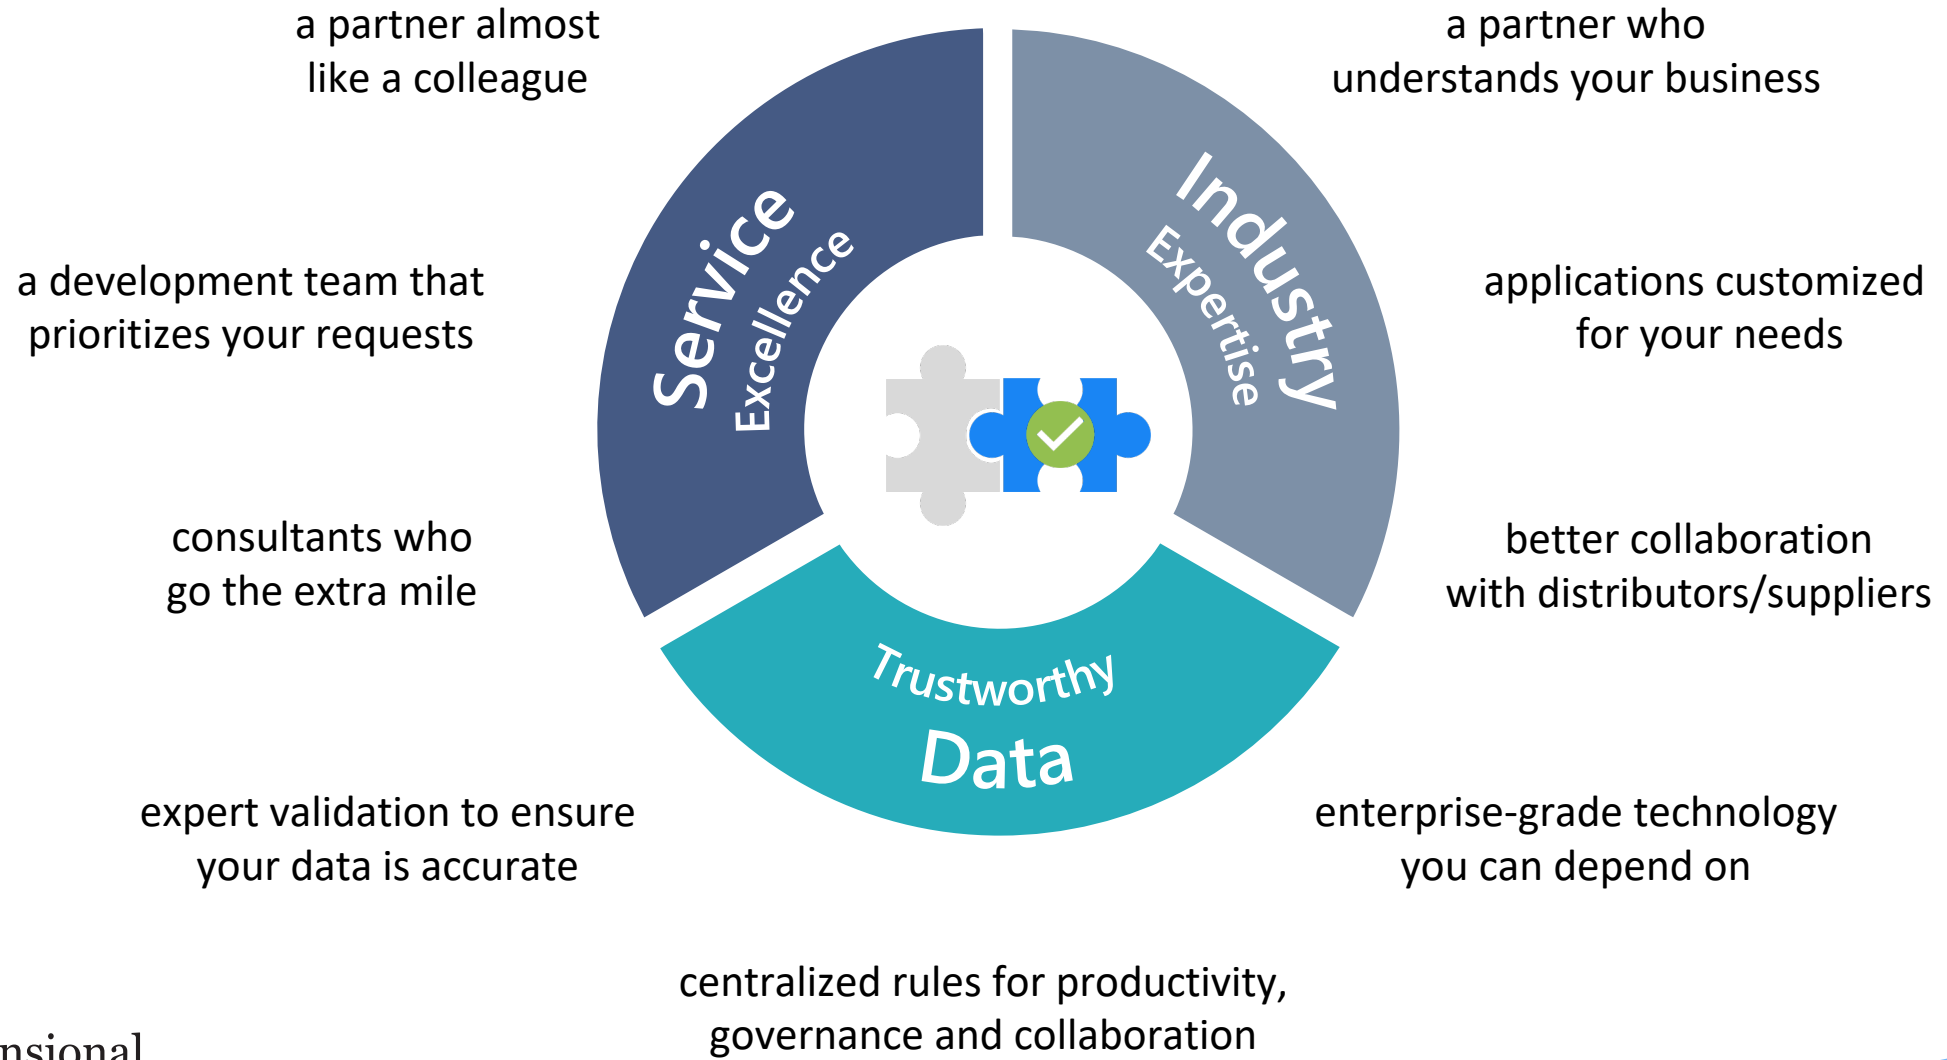 a partner almost
like a colleague
a partner who
understands your business
Service
Excellence
Industry
Expertise
a development team that
prioritizes your requests
applications customized
for your needs
consultants who
go the extra mile
better collaboration
with distributors/suppliers
Trustworthy
Data
expert validation to ensure
your data is accurate
enterprise-grade technology
you can depend on
centralized rules for productivity,
governance and collaboration